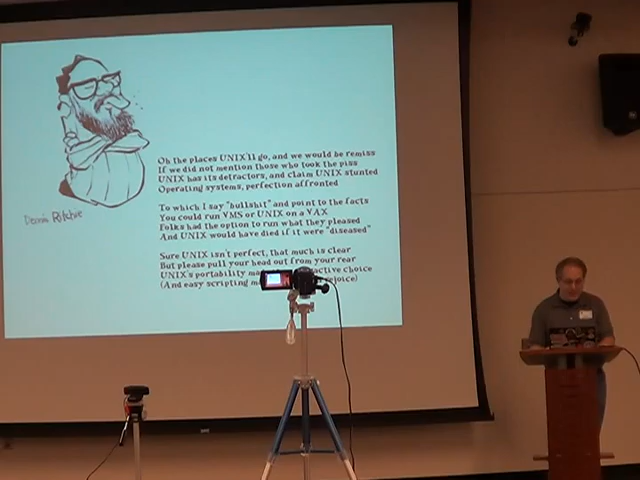 Oh the places UNIX'll go, and we would be remiss
If we did not mention those who took the piss
UNIX has its detractors, and claim UNIX stunted
Operating systems, perfection affronted
To which I say "bullshit" and point to the facts
You could run VMS or UNIX on a VAX
Folks had the option to run what they pleased
And UNIX would have died if it were "diseased"
Sure UNIX isn't perfect, that much is clear
But please pull your head out from your rear
UNIX's portability active choice
(And easy scripting rejoice)
Dennis Ritchie